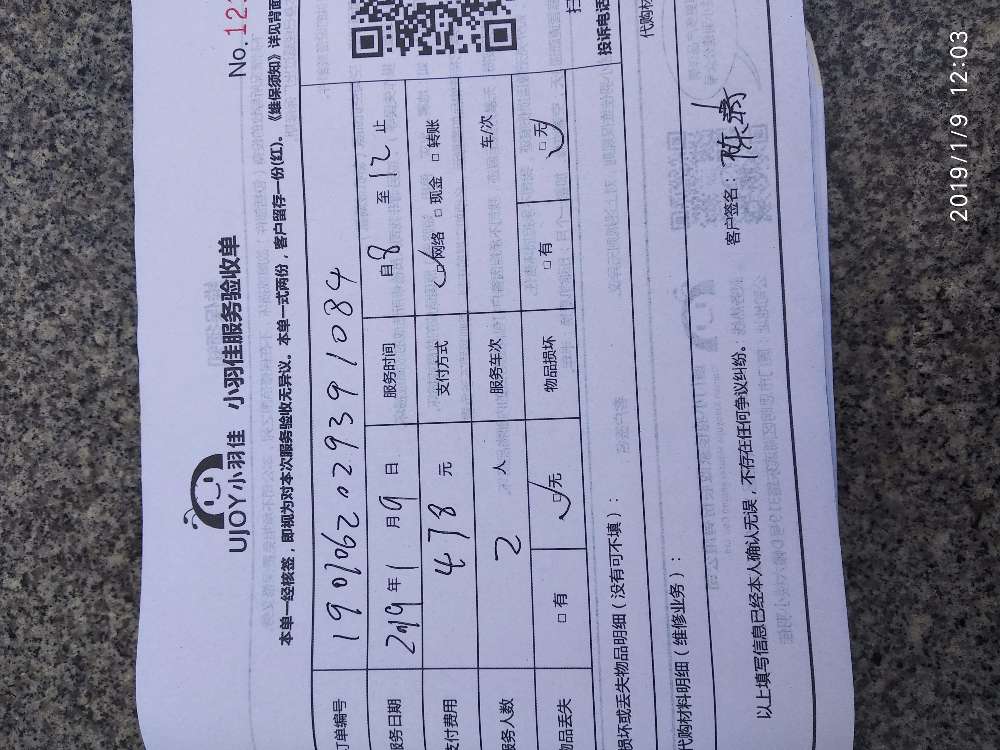 No.12
UJOY小羽佳 小羽佳服务验收单
本单一经核签，即视为对本次服务验收无异议。本单一式两份，客户留存一份(红)。《维保须知》详见背面
订单编号 1901062029391084
服务日期 2019年1月9日 服务时间 自8至12止
支付费用 478元 支付方式 □网络 □现金 □转账
服务人数 2人 服务车次 车/次
物品丢失 □有 □无 物品损坏 □有 □无
损坏或丢失物品明细（没有可不填）： 投诉电话 扫
代购材料明细（维修业务）： 代购材
以上填写信息已经本人确认无误，不存在任何争议纠纷。 客户签名：陈
2019/1/9 12:03